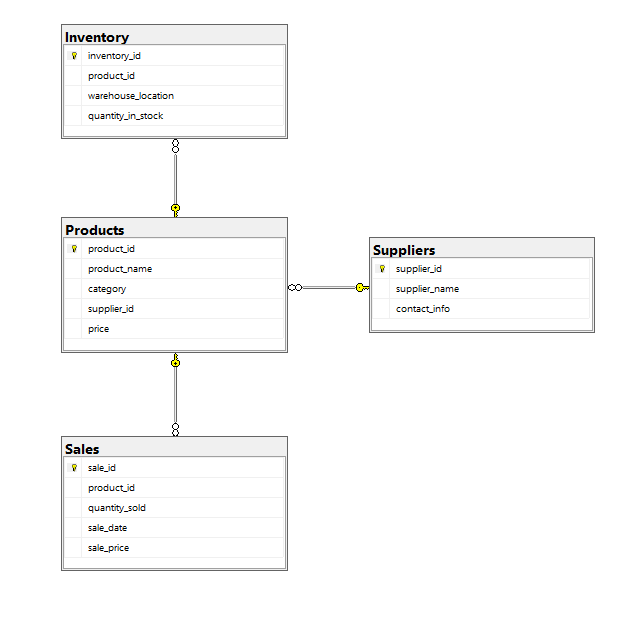 Inventory
inventory_id
product_id
warehouse_location
quantity_in_stock
Products
product_id
product_name
category
supplier_id
price
Suppliers
supplier_id
supplier_name
contact_info
Sales
sale_id
product_id
quantity_sold
sale_date
sale_price